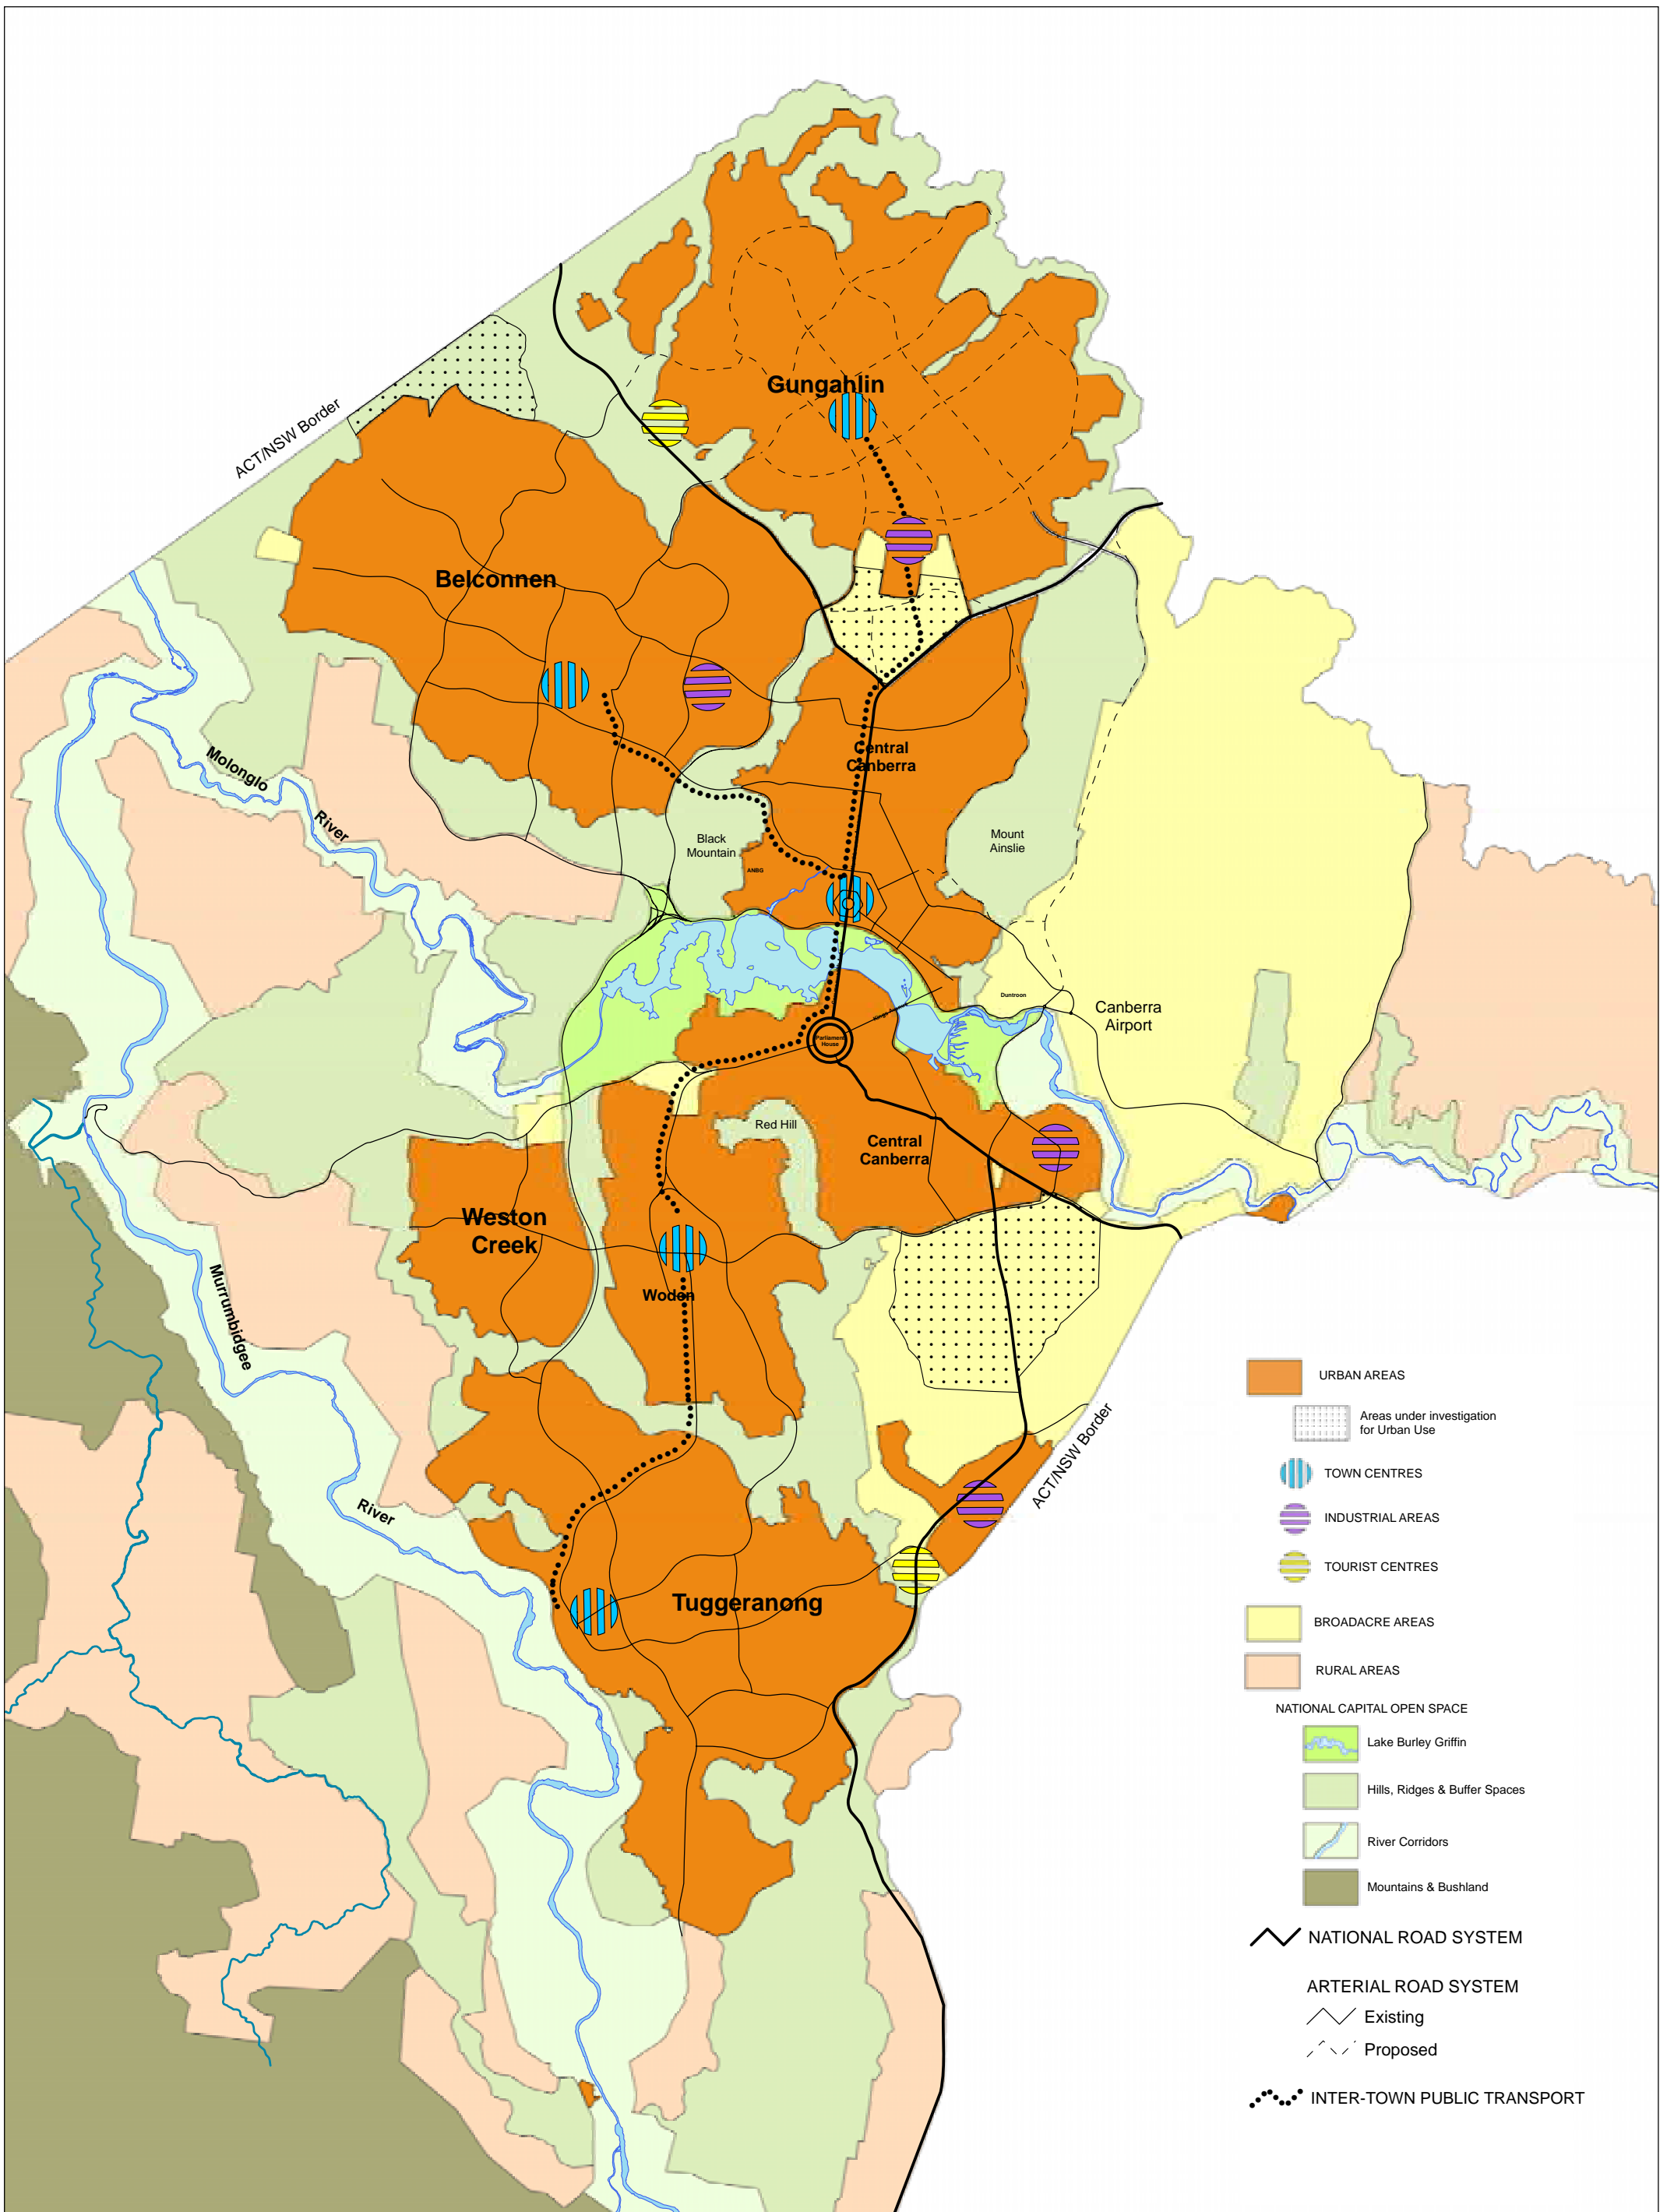 Gungahlin
ACT/NSW Border
Belconnen
Molonglo
River
Central
Canberra
Black
Mountain
ANBG
Mount
Ainslie
Duntroon
Canberra
Airport
Parliament
House
Red Hill
Central
Canberra
Weston
Creek
Woden
Murrumbidgee
River
ACT/NSW Border
Tuggeranong
URBAN AREAS
Areas under investigation
for Urban Use
TOWN CENTRES
INDUSTRIAL AREAS
TOURIST CENTRES
BROADACRE AREAS
RURAL AREAS
NATIONAL CAPITAL OPEN SPACE
Lake Burley Griffin
Hills, Ridges & Buffer Spaces
River Corridors
Mountains & Bushland
NATIONAL ROAD SYSTEM
ARTERIAL ROAD SYSTEM
Existing
Proposed
INTER-TOWN PUBLIC TRANSPORT